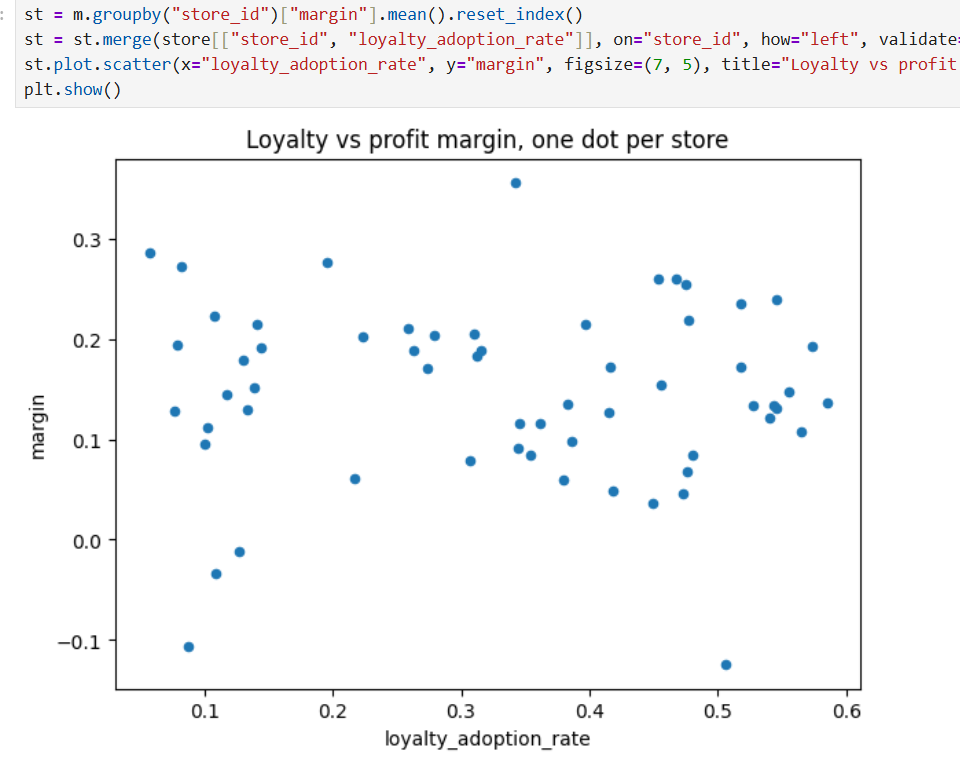 st = m.groupby("store_id")["margin"].mean().reset_index()
st = st.merge(store[["store_id", "loyalty_adoption_rate"]], on="store_id", how="left", validate=
st.plot.scatter(x="loyalty_adoption_rate", y="margin", figsize=(7, 5), title="Loyalty vs profit
plt.show()
Loyalty vs profit margin, one dot per store
0.3
0.2
0.1
0.0
−0.1
margin
0.1 0.2 0.3 0.4 0.5 0.6
loyalty_adoption_rate